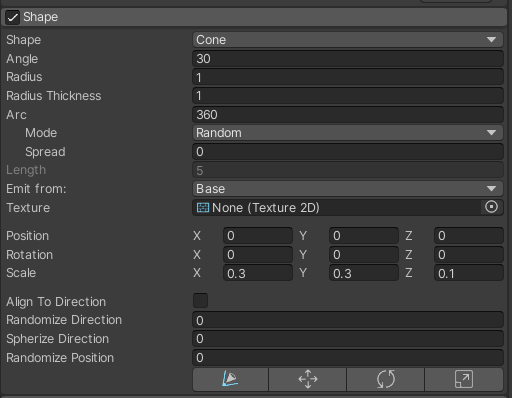 Shape
Shape Cone
Angle 30
Radius 1
Radius Thickness 1
Arc 360
Mode Random
Spread 0
Length 5
Emit from: Base
Texture None (Texture 2D)
Position X 0 Y 0 Z 0
Rotation X 0 Y 0 Z 0
Scale X 0.3 Y 0.3 Z 0.1
Align To Direction
Randomize Direction 0
Spherize Direction 0
Randomize Position 0